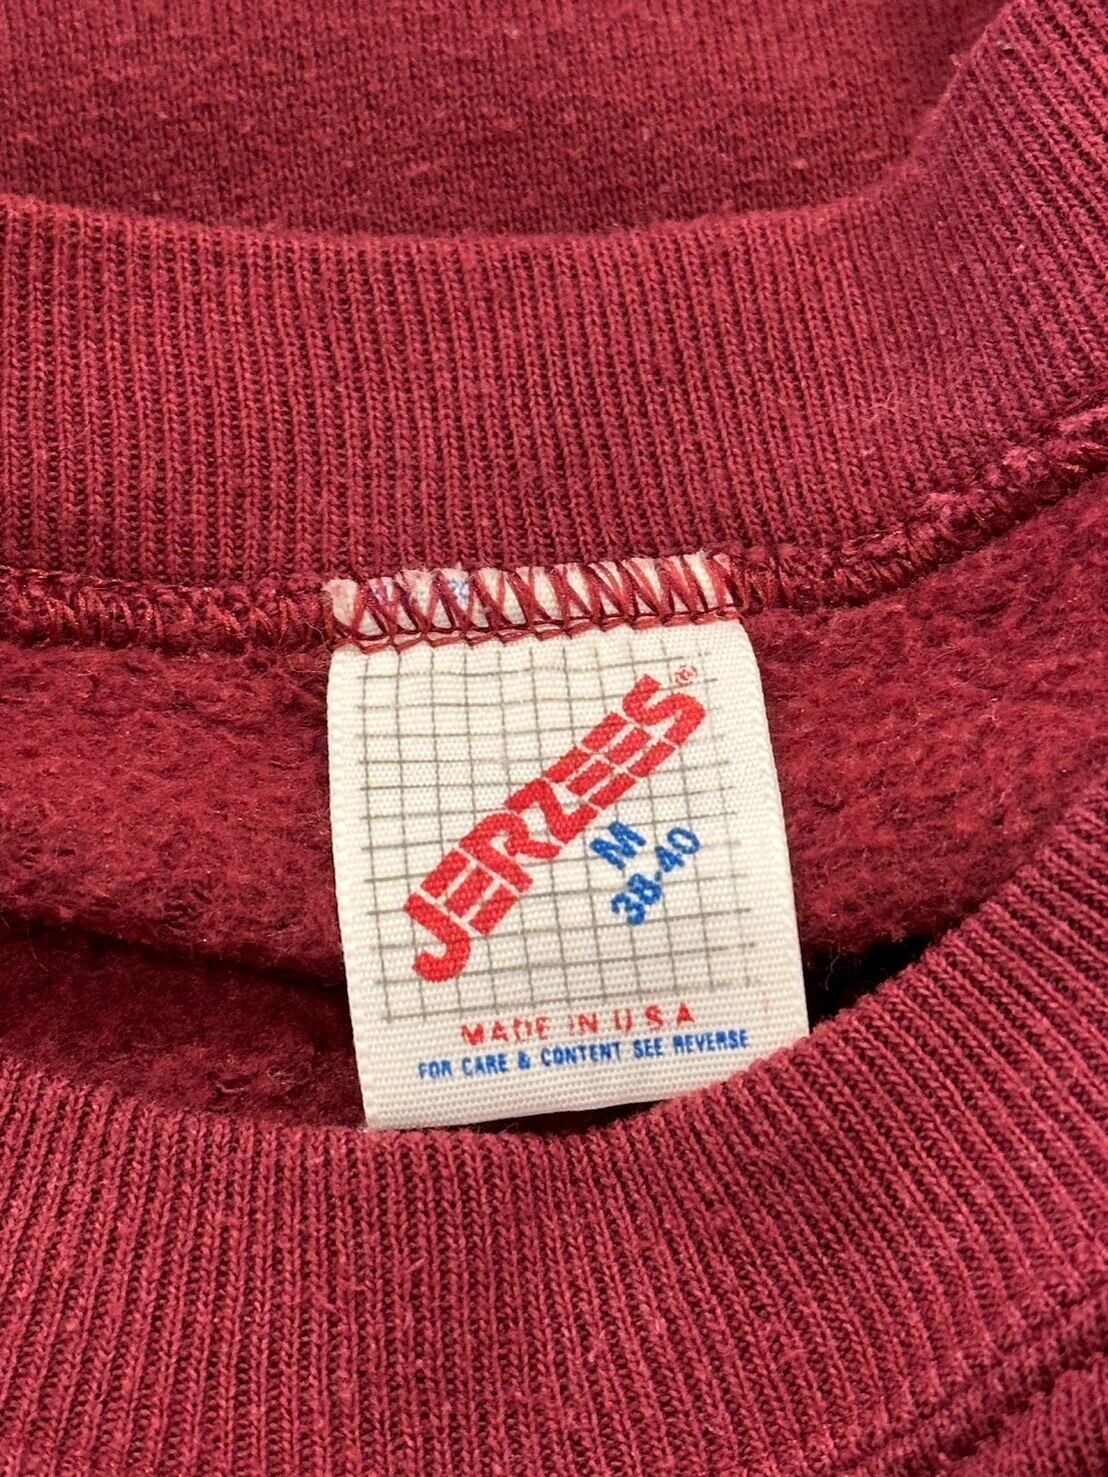 JERZEES®
M
38-40
MADE IN U S A
FOR CARE & CONTENT SEE REVERSE